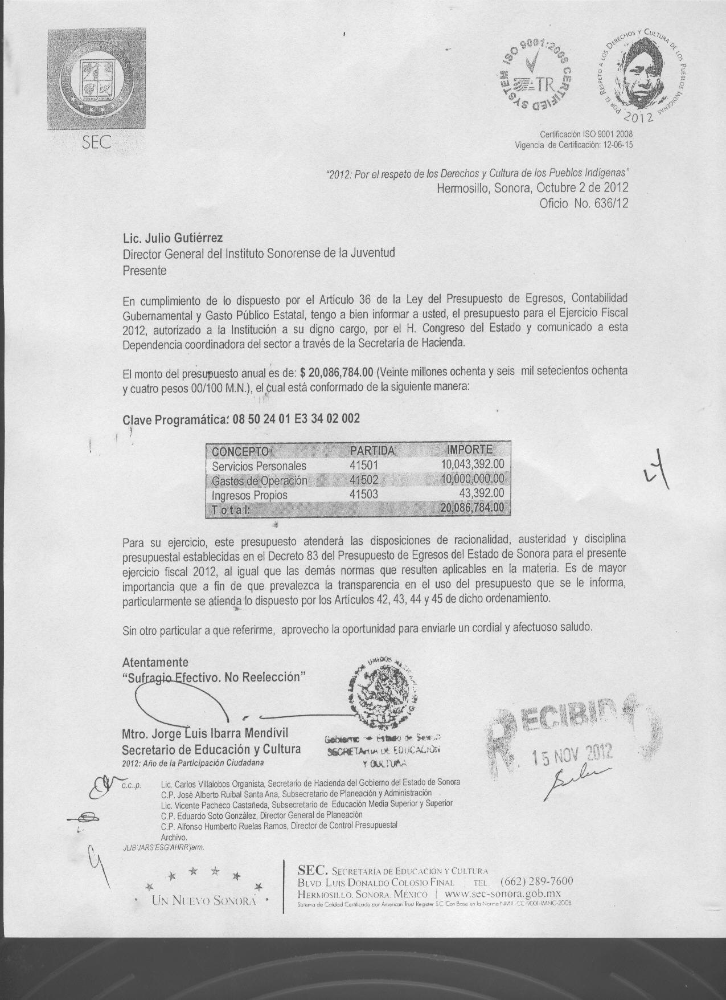 SEC
ISO 9001:2008 CERTIFIED SYSTEM
TR
POR EL RESPETO A LOS DERECHOS Y CULTURA DE LOS PUEBLOS INDIGENAS
2012
Certificación ISO 9001 2008
Vigencia de Certificación: 12-06-15
"2012: Por el respeto de los Derechos y Cultura de los Pueblos Indígenas"
Hermosillo, Sonora, Octubre 2 de 2012
Oficio No. 636/12
Lic. Julio Gutiérrez
Director General del Instituto Sonorense de la Juventud
Presente
En cumplimiento de lo dispuesto por el Artículo 36 de la Ley del Presupuesto de Egresos, Contabilidad
Gubernamental y Gasto Público Estatal, tengo a bien informar a usted, el presupuesto para el Ejercicio Fiscal
2012, autorizado a la Institución a su digno cargo, por el H. Congreso del Estado y comunicado a esta
Dependencia coordinadora del sector a través de la Secretaría de Hacienda.
El monto del presupuesto anual es de: $ 20,086,784.00 (Veinte millones ochenta y seis mil setecientos ochenta
y cuatro pesos 00/100 M.N.), el cual está conformado de la siguiente manera:
Clave Programática: 08 50 24 01 E3 34 02 002
CONCEPTO PARTIDA IMPORTE
Servicios Personales 41501 10,043,392.00
Gastos de Operación 41502 10,000,000.00
Ingresos Propios 41503 43,392.00
Total: 20,086,784.00
Para su ejercicio, este presupuesto atenderá las disposiciones de racionalidad, austeridad y disciplina
presupuestal establecidas en el Decreto 83 del Presupuesto de Egresos del Estado de Sonora para el presente
ejercicio fiscal 2012, al igual que las demás normas que resulten aplicables en la materia. Es de mayor
importancia que a fin de que prevalezca la transparencia en el uso del presupuesto que se le informa,
particularmente se atienda lo dispuesto por los Artículos 42, 43, 44 y 45 de dicho ordenamiento.
Sin otro particular a que referirme, aprovecho la oportunidad para enviarle un cordial y afectuoso saludo.
Atentamente
"Sufragio Efectivo. No Reelección"
Mtro. Jorge Luis Ibarra Mendívil
Secretario de Educación y Cultura
2012: Año de la Participación Ciudadana
Gobierno Estado de
SECRETARIA DE EDUCACION
Y CULTURA
RECIBIDO
15 NOV 2012
c.c..p. Lic. Carlos Villalobos Organista, Secretario de Hacienda del Gobierno del Estado de Sonora
C.P. José Alberto Ruibal Santa Ana, Subsecretario de Planeación y Administración
Lic. Vicente Pacheco Castañeda, Subsecretario de Educación Media Superior y Superior
C.P. Eduardo Soto González, Director General de Planeación
C.P. Alfonso Humberto Ruelas Ramos, Director de Control Presupuestal
Archivo.
JLIB'JARS'ESG'AHRR'jarm.
UN NUEVO SONORA
SEC. SECRETARÍA DE EDUCACIÓN Y CULTURA
BLVD. LUIS DONALDO COLOSIO FINAL TEL. (662) 289-7600
HERMOSILLO, SONORA. MÉXICO | www.sec-sonora.gob.mx
Sistema de Calidad Certificado por American Trust Register S.C. Con Base en la Norma NMX-CC-9001-IMNC-2008